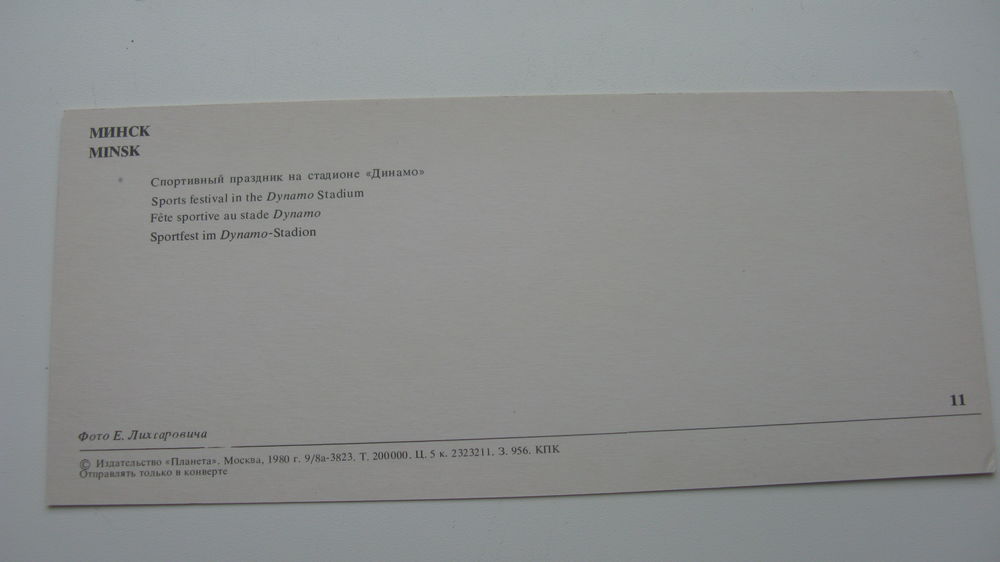 МИНСК
MINSK
Спортивный праздник на стадионе «Динамо»
Sports festival in the Dynamo Stadium
Fête sportive au stade Dynamo
Sportfest im Dynamo-Stadion
11
Фото Е. Лихсаровича
© Издательство «Планета». Москва, 1980 г. 9/8а-3823. Т. 200000. Ц. 5 к. 2323211. З. 956. КПК
Отправлять только в конверте